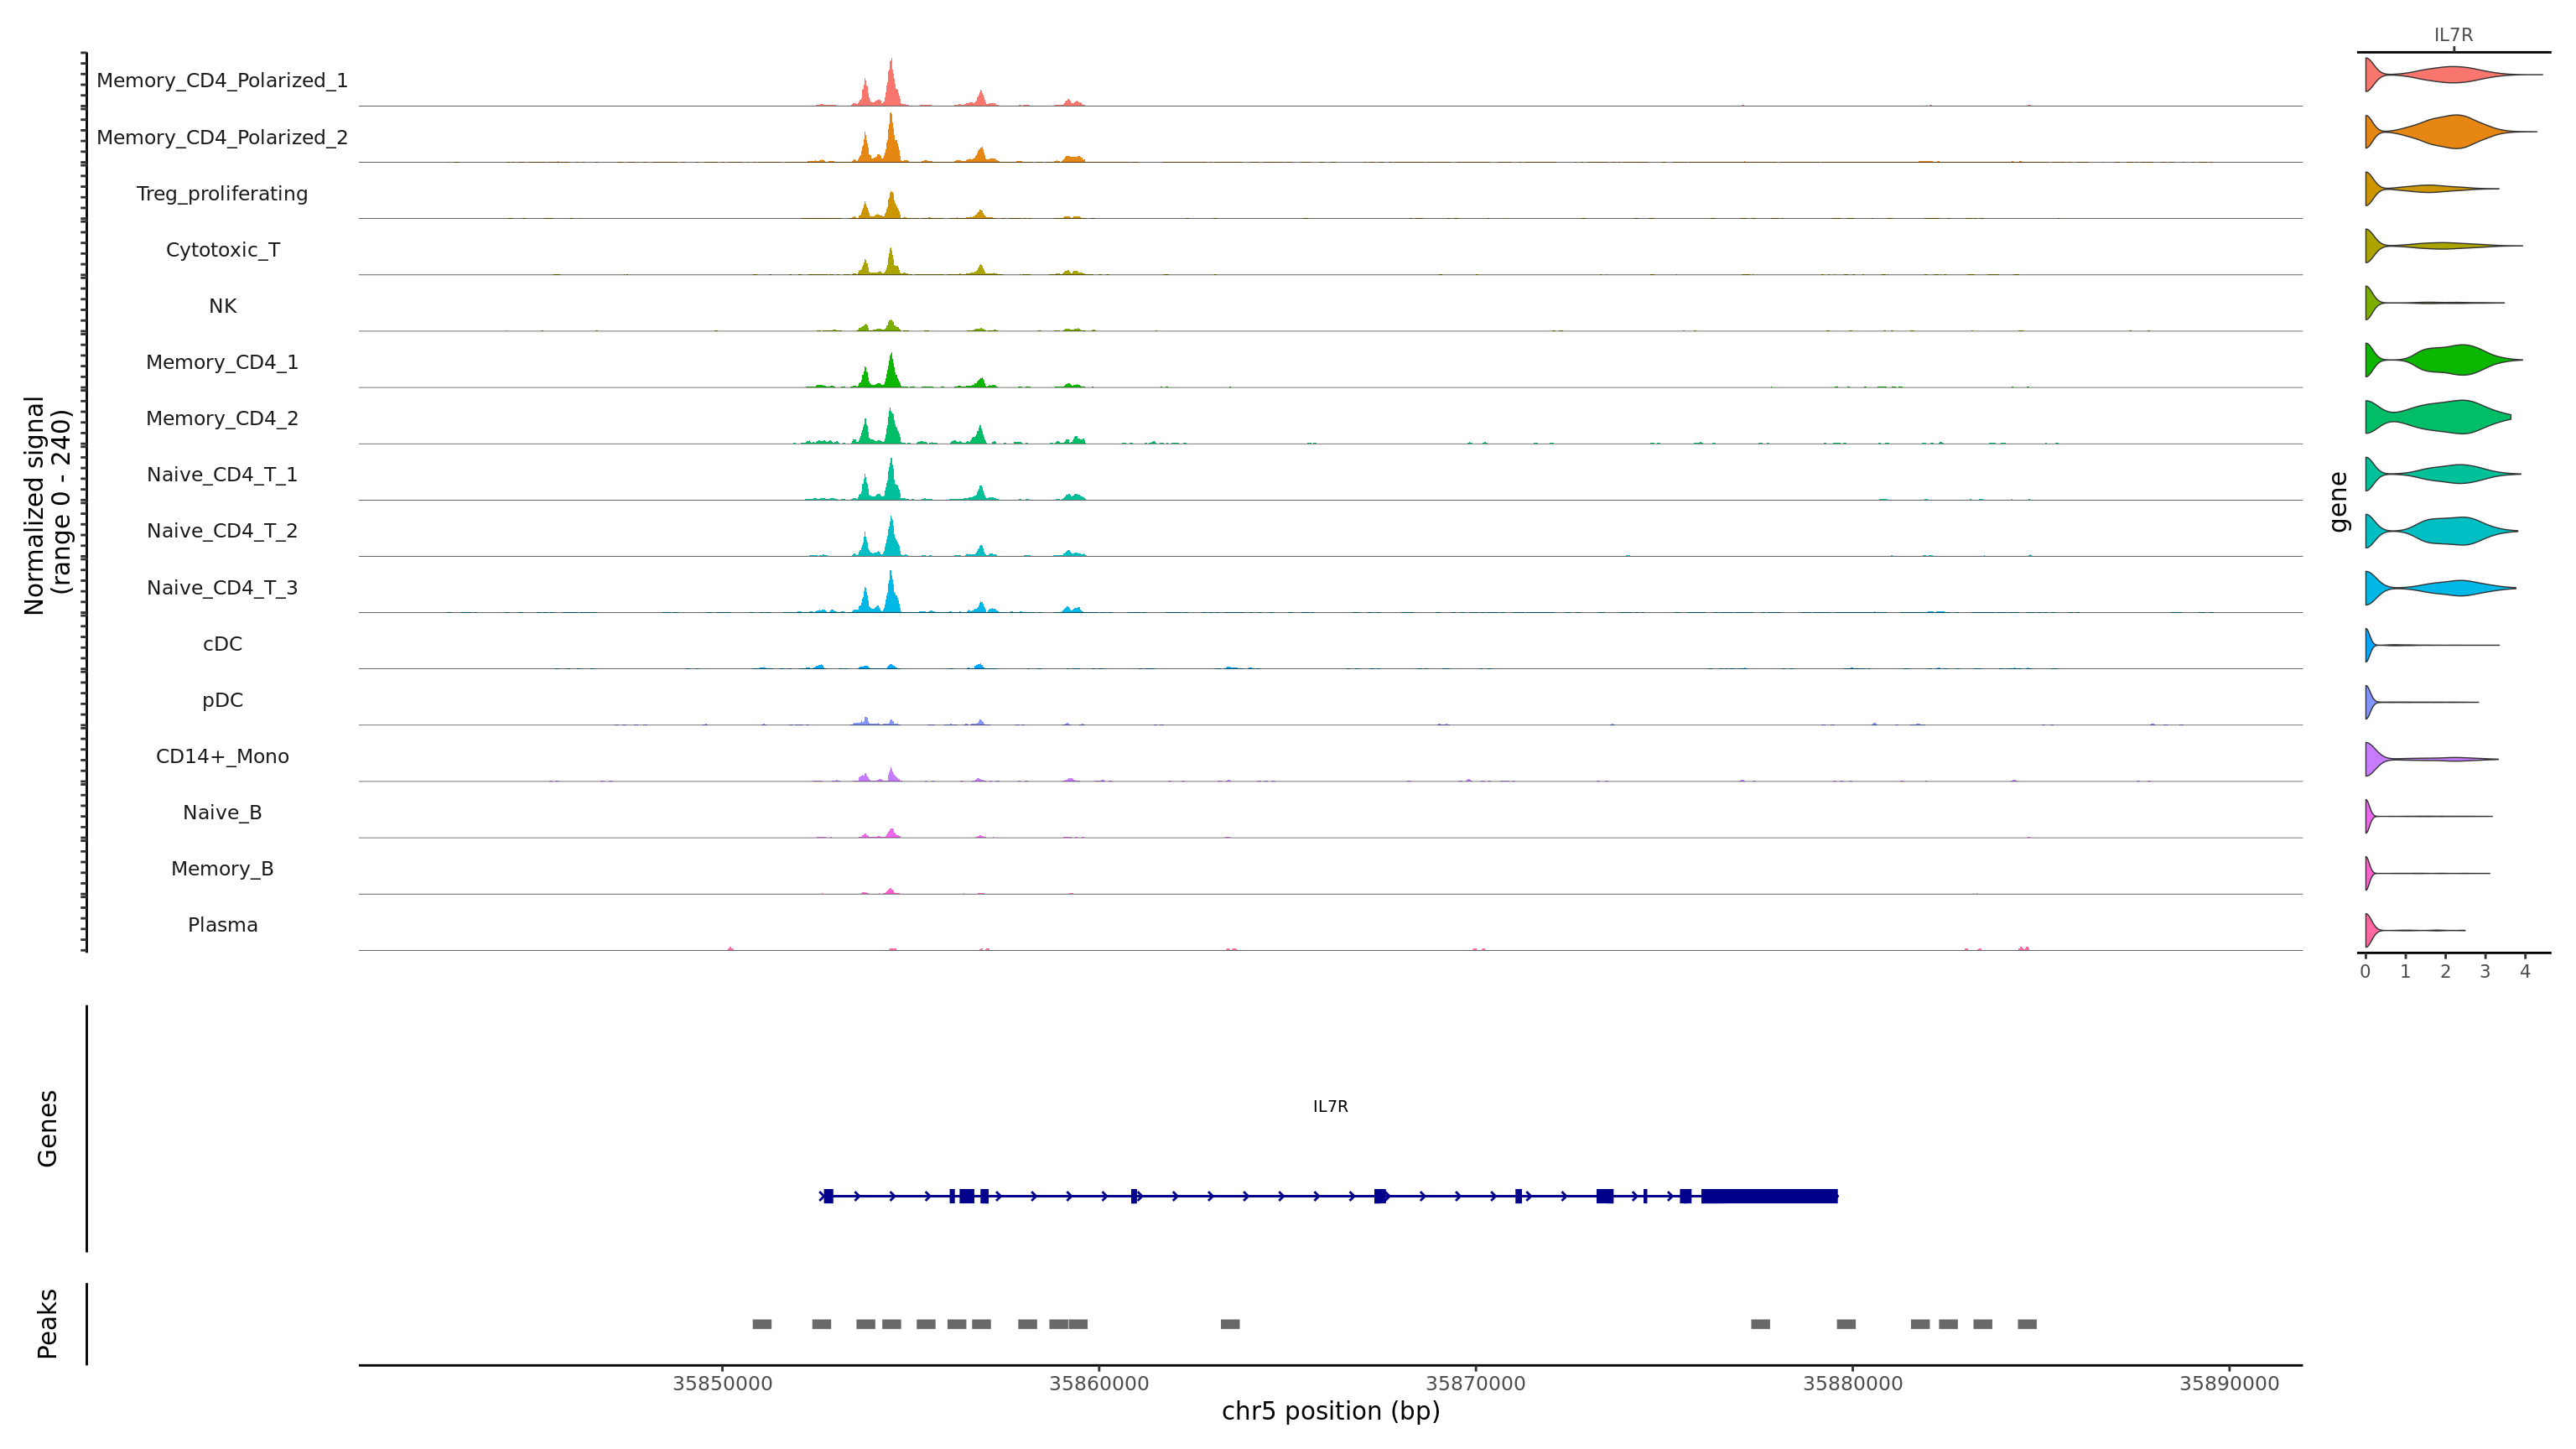 IL7R
Normalized signal
(range 0 - 240)
Memory_CD4_Polarized_1
Memory_CD4_Polarized_2
Treg_proliferating
Cytotoxic_T
NK
Memory_CD4_1
Memory_CD4_2
Naive_CD4_T_1
Naive_CD4_T_2
Naive_CD4_T_3
cDC
pDC
CD14+_Mono
Naive_B
Memory_B
Plasma
gene
0 1 2 3 4
Genes
IL7R
Peaks
35850000 35860000 35870000 35880000 35890000
chr5 position (bp)